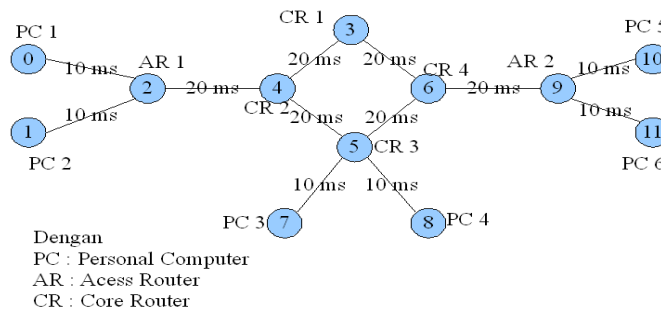 CR 1
PC 1
PC 5
3
0
AR 1
20 ms
20 ms
CR 4
AR 2
10
10 ms
10 ms
2
20 ms
4
6
20 ms
9
10 ms
CR 2
10 ms
1
20 ms
20 ms
11
PC 2
5
CR 3
PC 6
10 ms
10 ms
PC 3
7
8
PC 4
Dengan
PC : Personal Computer
AR : Acess Router
CR : Core Router